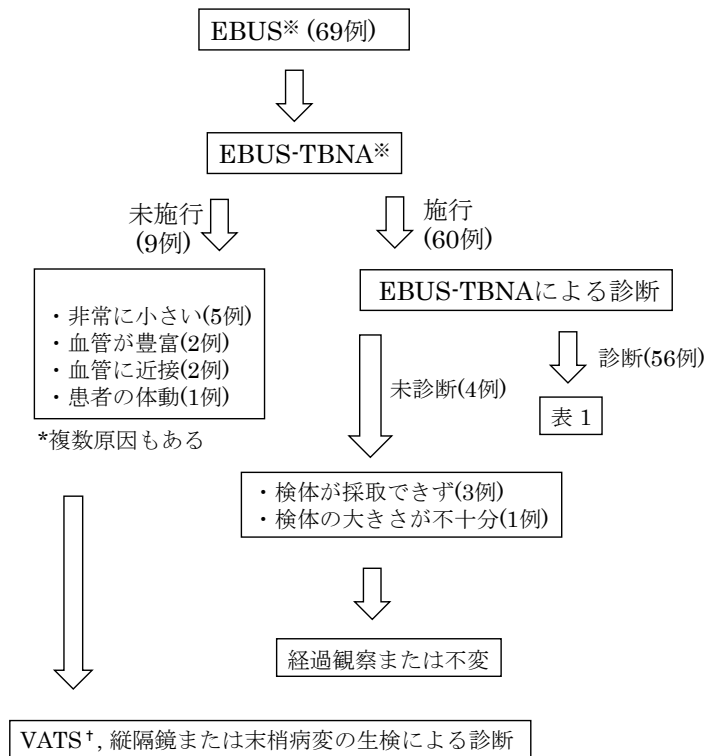 EBUS※ (69例)
EBUS-TBNA※
未施行
(9例)
施行
(60例)
・非常に小さい(5例)
・血管が豊富(2例)
・血管に近接(2例)
・患者の体動(1例)
*複数原因もある
EBUS-TBNAによる診断
未診断(4例)
診断(56例)
表 1
・検体が採取できず(3例)
・検体の大きさが不十分(1例)
経過観察または不変
VATS†, 縦隔鏡または末梢病変の生検による診断